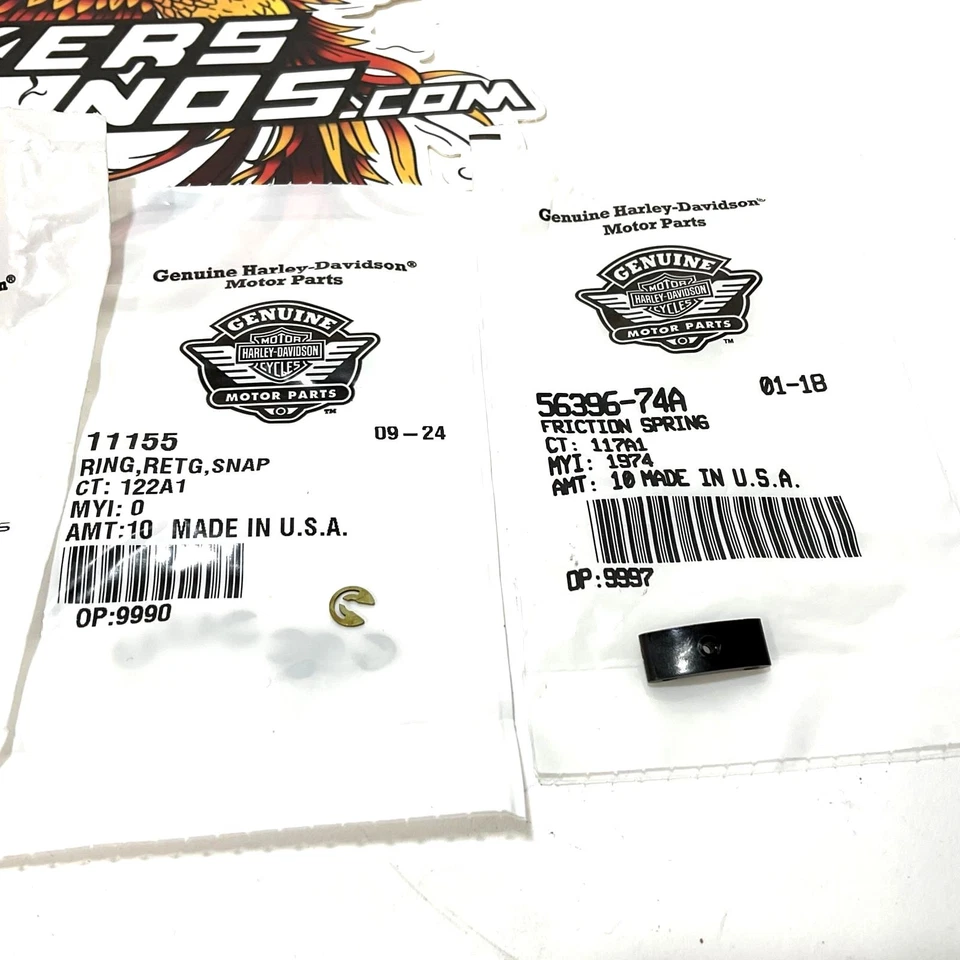 .COM
n®
Genuine Harley-Davidson®
Motor Parts
GENUINE
MOTOR
HARLEY-DAVIDSON
CYCLES
MOTOR PARTS
TM
11155
09-24
RING,RETG,SNAP
CT: 122A1
MYI: 0
AMT:10 MADE IN U.S.A.
OP:9990
Genuine Harley-Davidson®
Motor Parts
GENUINE
MOTOR
HARLEY-DAVIDSON
CYCLES
MOTOR PARTS
TM
56396-74A
01-18
FRICTION SPRING
CT: 117A1
MYI: 1974
AMT: 10 MADE IN U.S.A.
OP:9997